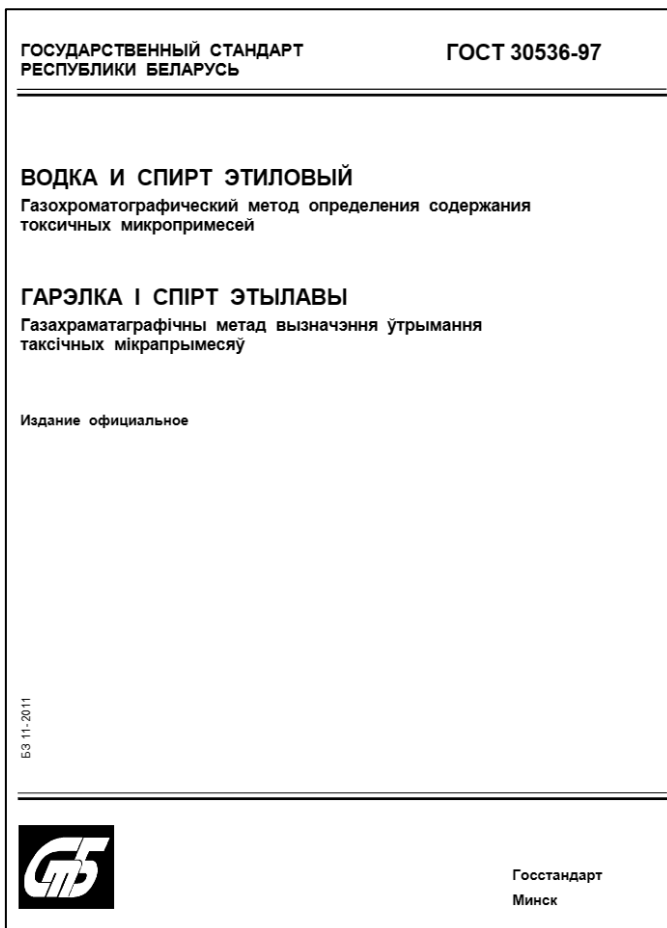 ГОСУДАРСТВЕННЫЙ СТАНДАРТ
РЕСПУБЛИКИ БЕЛАРУСЬ
ГОСТ 30536-97
ВОДКА И СПИРТ ЭТИЛОВЫЙ
Газохроматографический метод определения содержания
токсичных микропримесей
ГАРЭЛКА І СПІРТ ЭТЫЛАВЫ
Газахраматаграфічны метад вызначэння ўтрымання
таксічных мікрапрымесяў
Издание официальное
БЗ 11-2011
СТБ
Госстандарт
Минск